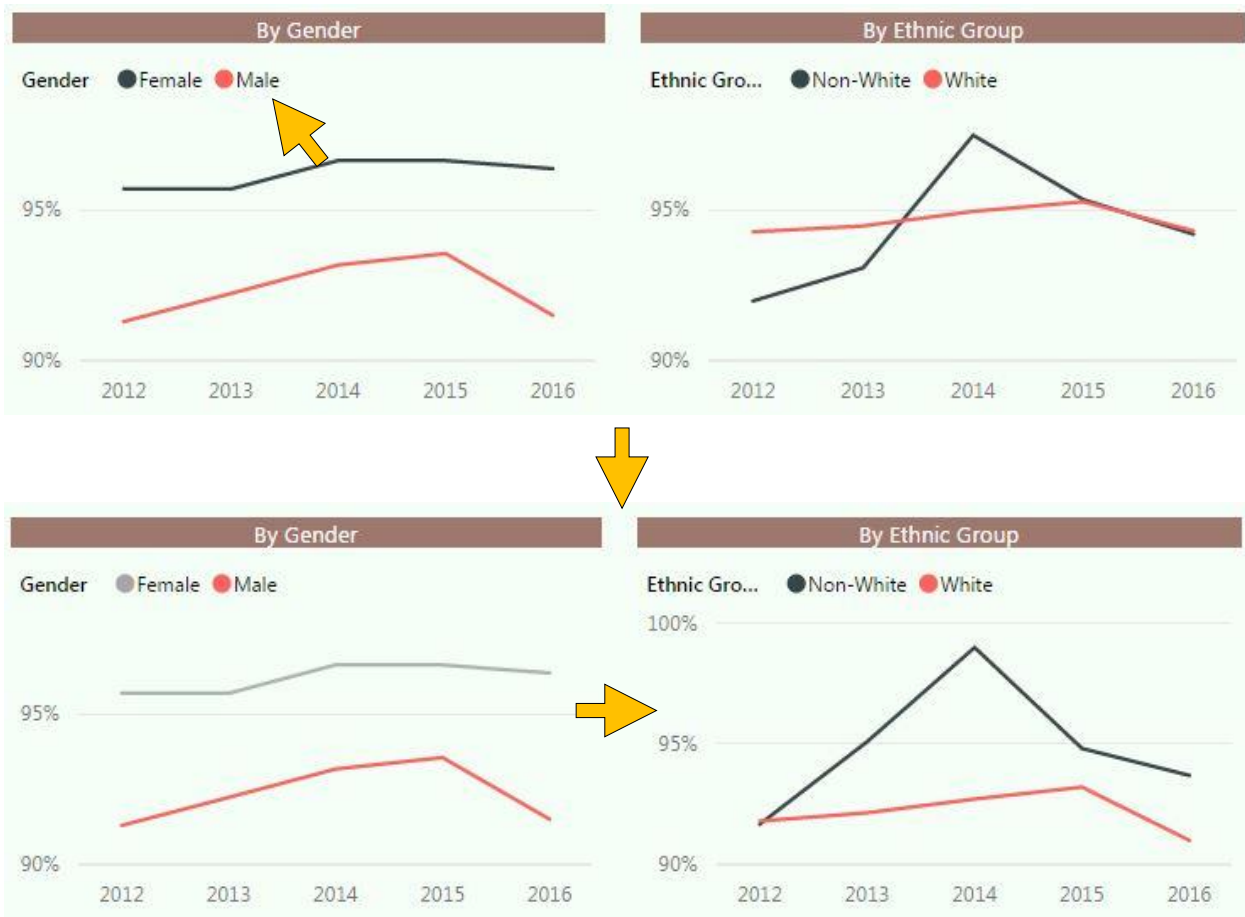 By Gender
Gender Female Male
95%
90%
2012 2013 2014 2015 2016
By Ethnic Group
Ethnic Gro... Non-White White
95%
90%
2012 2013 2014 2015 2016
By Gender
Gender Female Male
95%
90%
2012 2013 2014 2015 2016
By Ethnic Group
Ethnic Gro... Non-White White
100%
95%
90%
2012 2013 2014 2015 2016